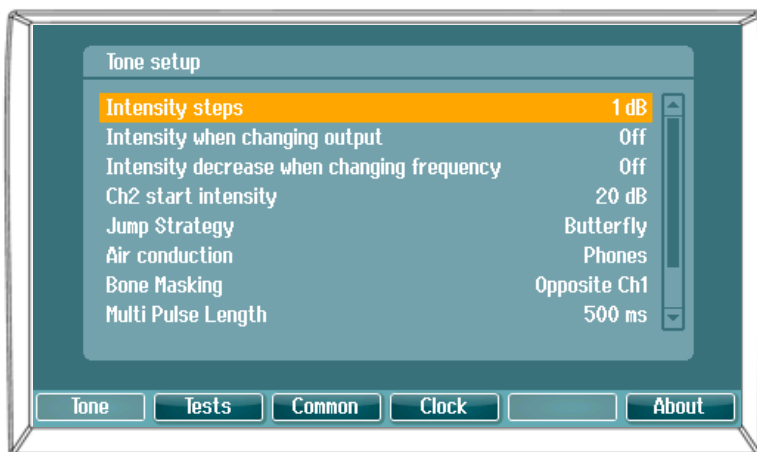 Tone setup
Intensity steps 1 dB
Intensity when changing output Off
Intensity decrease when changing frequency Off
Ch2 start intensity 20 dB
Jump Strategy Butterfly
Air conduction Phones
Bone Masking Opposite Ch1
Multi Pulse Length 500 ms
Tone Tests Common Clock About